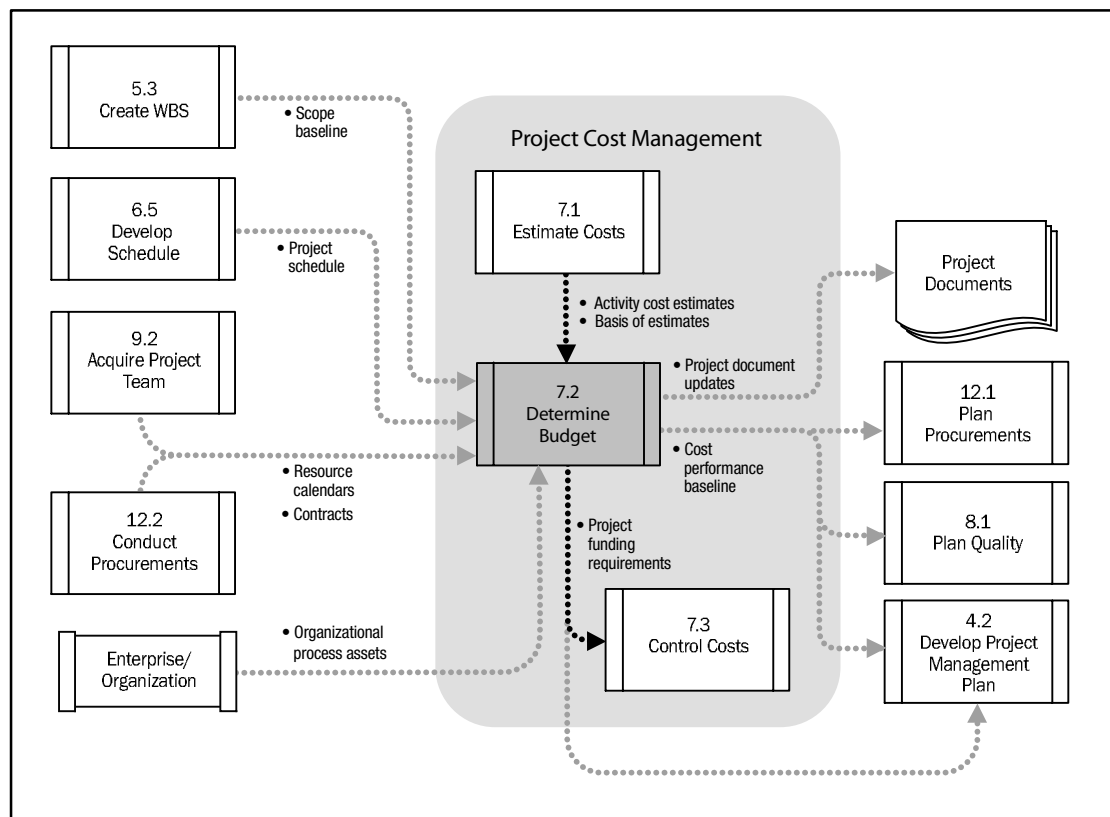 5.3
Create WBS
• Scope
baseline
Project Cost Management
6.5
Develop
Schedule
• Project
schedule
7.1
Estimate Costs
• Activity cost estimates
• Basis of estimates
Project
Documents
9.2
Acquire Project
Team
7.2
Determine
Budget
• Project document
updates
12.1
Plan
Procurements
• Cost
performance
baseline
• Resource
calendars
• Contracts
12.2
Conduct
Procurements
8.1
Plan Quality
• Project
funding
requirements
7.3
Control Costs
4.2
Develop Project
Management
Plan
• Organizational
process assets
Enterprise/
Organization